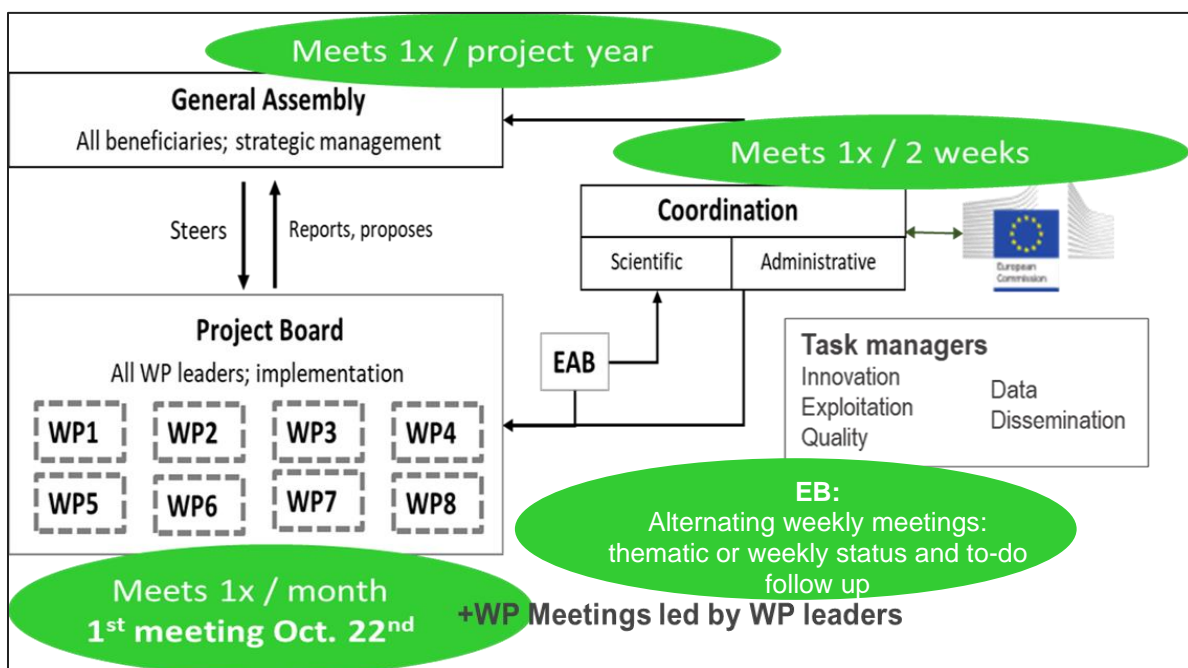 Meets 1x / project year
General Assembly
All beneficiaries; strategic management
Meets 1x / 2 weeks
Coordination
Scientific
Administrative
European
Commission
Steers
Reports, proposes
Project Board
All WP leaders; implementation
WP1
WP2
WP3
WP4
WP5
WP6
WP7
WP8
EAB
Task managers
Innovation
Exploitation
Quality
Data
Dissemination
EB:
Alternating weekly meetings:
thematic or weekly status and to-do
follow up
Meets 1x / month
1st meeting Oct. 22nd
+WP Meetings led by WP leaders